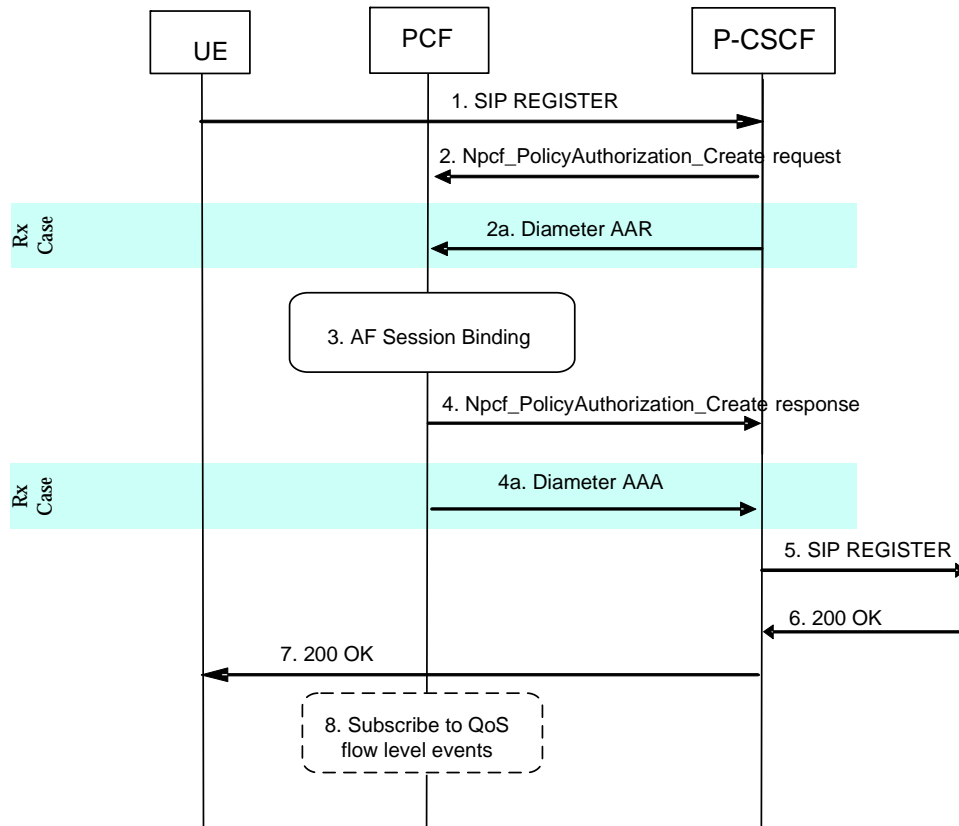 UE
PCF
P-CSCF
1. SIP REGISTER
2. Npcf_PolicyAuthorization_Create request
Rx
Case
2a. Diameter AAR
3. AF Session Binding
4. Npcf_PolicyAuthorization_Create response
Rx
Case
4a. Diameter AAA
5. SIP REGISTER
6. 200 OK
7. 200 OK
8. Subscribe to QoS
flow level events